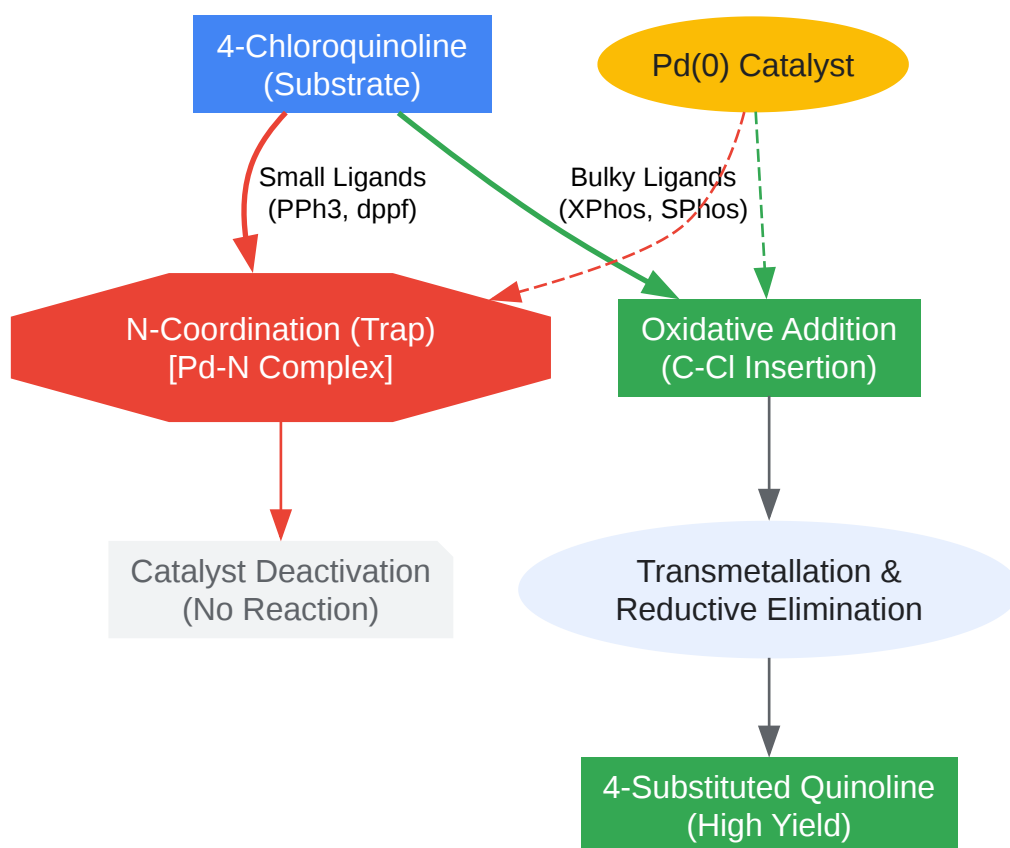 4-Chloroquinoline
(Substrate)
Pd(0) Catalyst
Small Ligands
(PPh3, dppf)
Bulky Ligands
(XPhos, SPhos)
N-Coordination (Trap)
[Pd-N Complex]
Oxidative Addition
(C-Cl Insertion)
Catalyst Deactivation
(No Reaction)
Transmetallation &
Reductive Elimination
4-Substituted Quinoline
(High Yield)